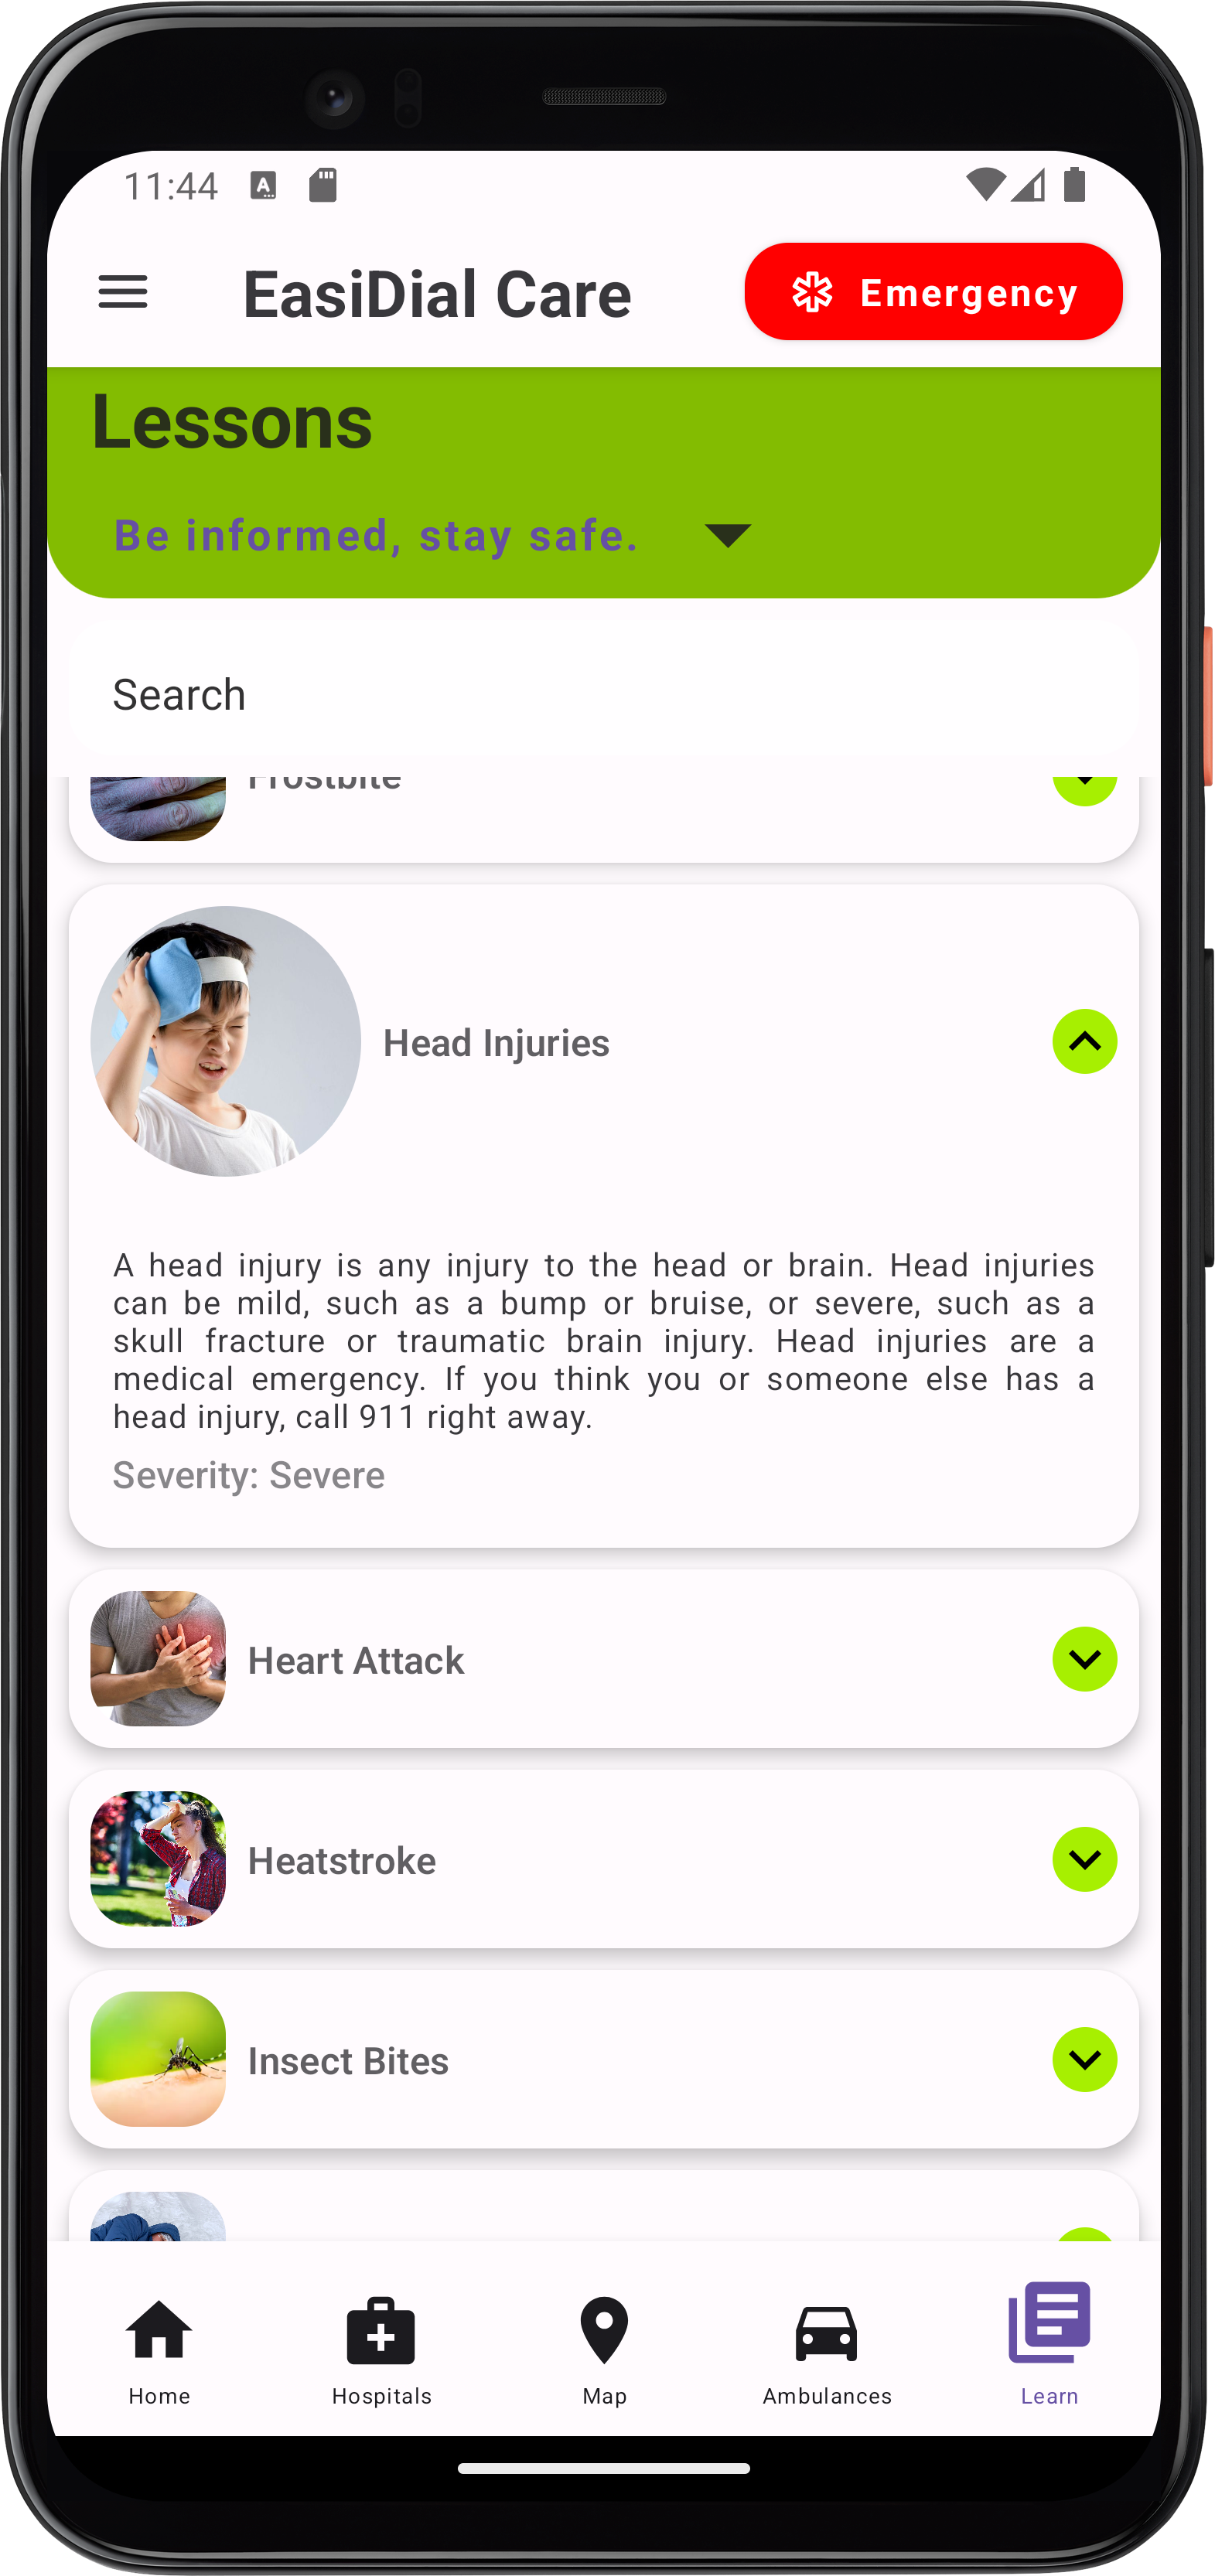 11:44
EasiDial Care
Emergency
Lessons
Be informed, stay safe.
Search
Frostbite
Head Injuries
A head injury is any injury to the head or brain. Head injuries
can be mild, such as a bump or bruise, or severe, such as a
skull fracture or traumatic brain injury. Head injuries are a
medical emergency. If you think you or someone else has a
head injury, call 911 right away.
Severity: Severe
Heart Attack
Heatstroke
Insect Bites
Home
Hospitals
Map
Ambulances
Learn